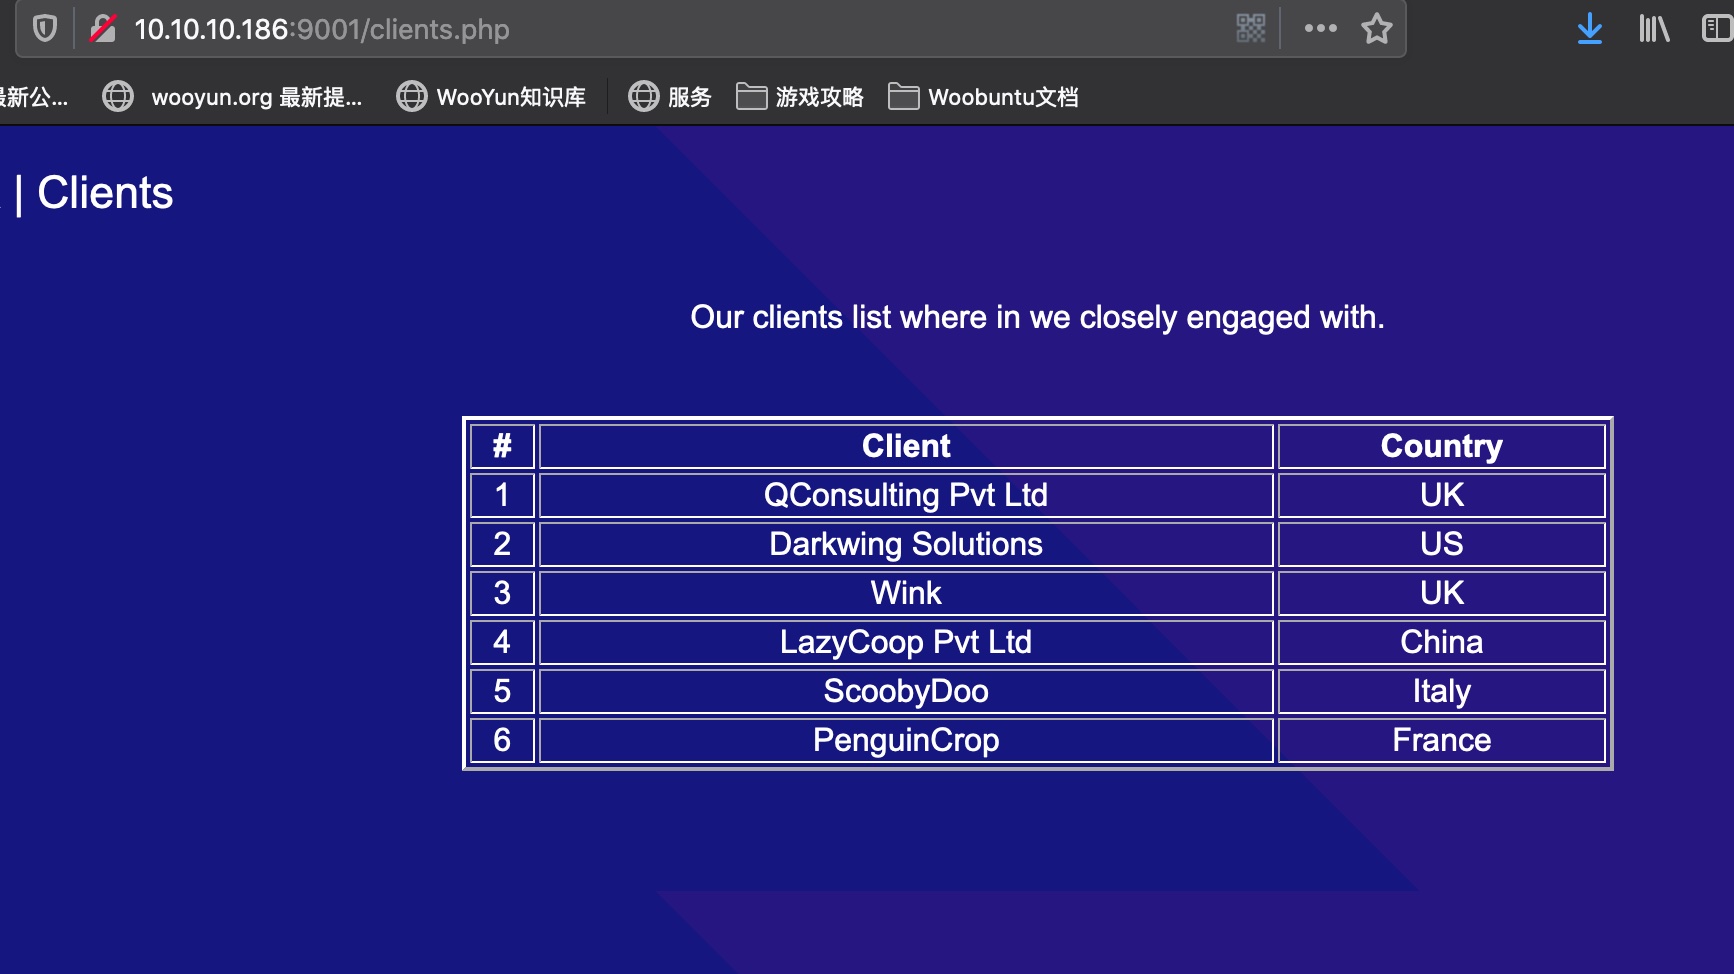 10.10.10.186:9001/clients.php
最新公... wooyun.org 最新提... WooYun知识库 服务 游戏攻略 Woobuntu文档
| Clients
Our clients list where in we closely engaged with.
# Client Country
1 QConsulting Pvt Ltd UK
2 Darkwing Solutions US
3 Wink UK
4 LazyCoop Pvt Ltd China
5 ScoobyDoo Italy
6 PenguinCrop France